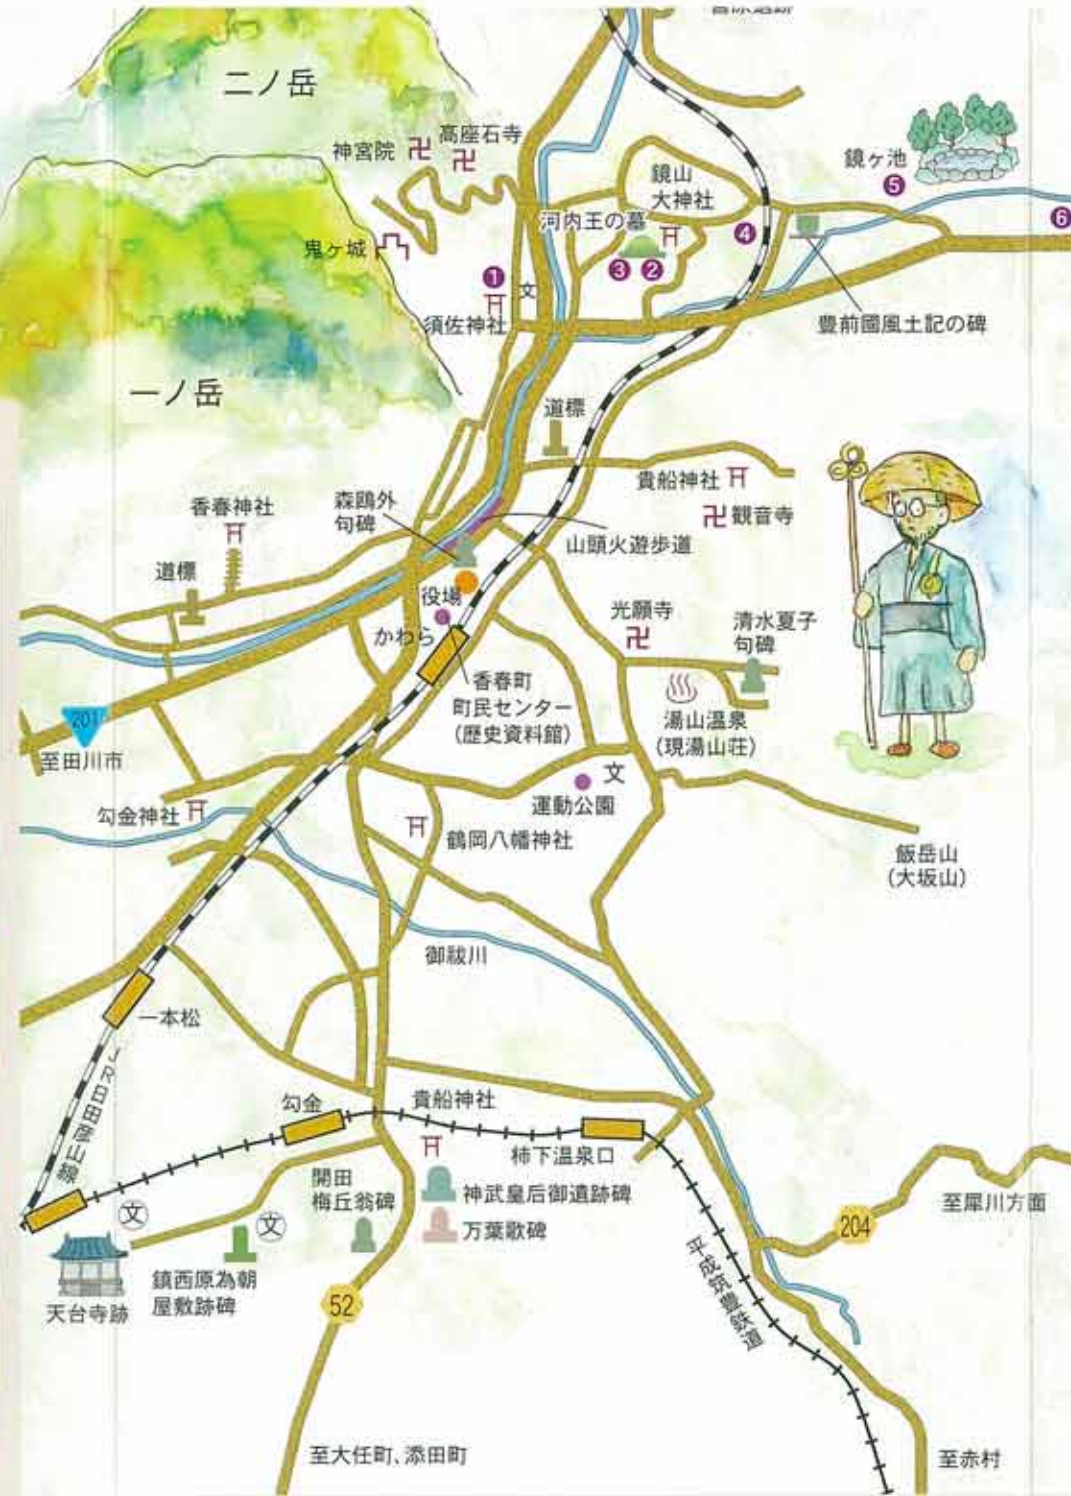 二ノ岳
神宮院
高座石寺
鏡山
大神社
鏡ヶ池
5
6
河内王の墓
4
鬼ヶ城
3
2
1
文
須佐神社
豊前國風土記の碑
一ノ岳
道標
貴船神社
観音寺
森鴎外
句碑
香春神社
山頭火遊歩道
道標
役場
かわら
光願寺
清水夏子
句碑
香春町
町民センター
(歴史資料館)
湯山温泉
(現湯山荘)
201
至田川市
文
運動公園
勾金神社
鶴岡八幡神社
飯岳山
(大坂山)
御祓川
一本松
JR日田彦山線
勾金
貴船神社
柿下温泉口
開田
梅丘翁碑
神武皇后御遺跡碑
万葉歌碑
文
文
至犀川方面
204
天台寺跡
鎮西原為朝
屋敷跡碑
52
平成筑豊鉄道
至大任町、添田町
至赤村